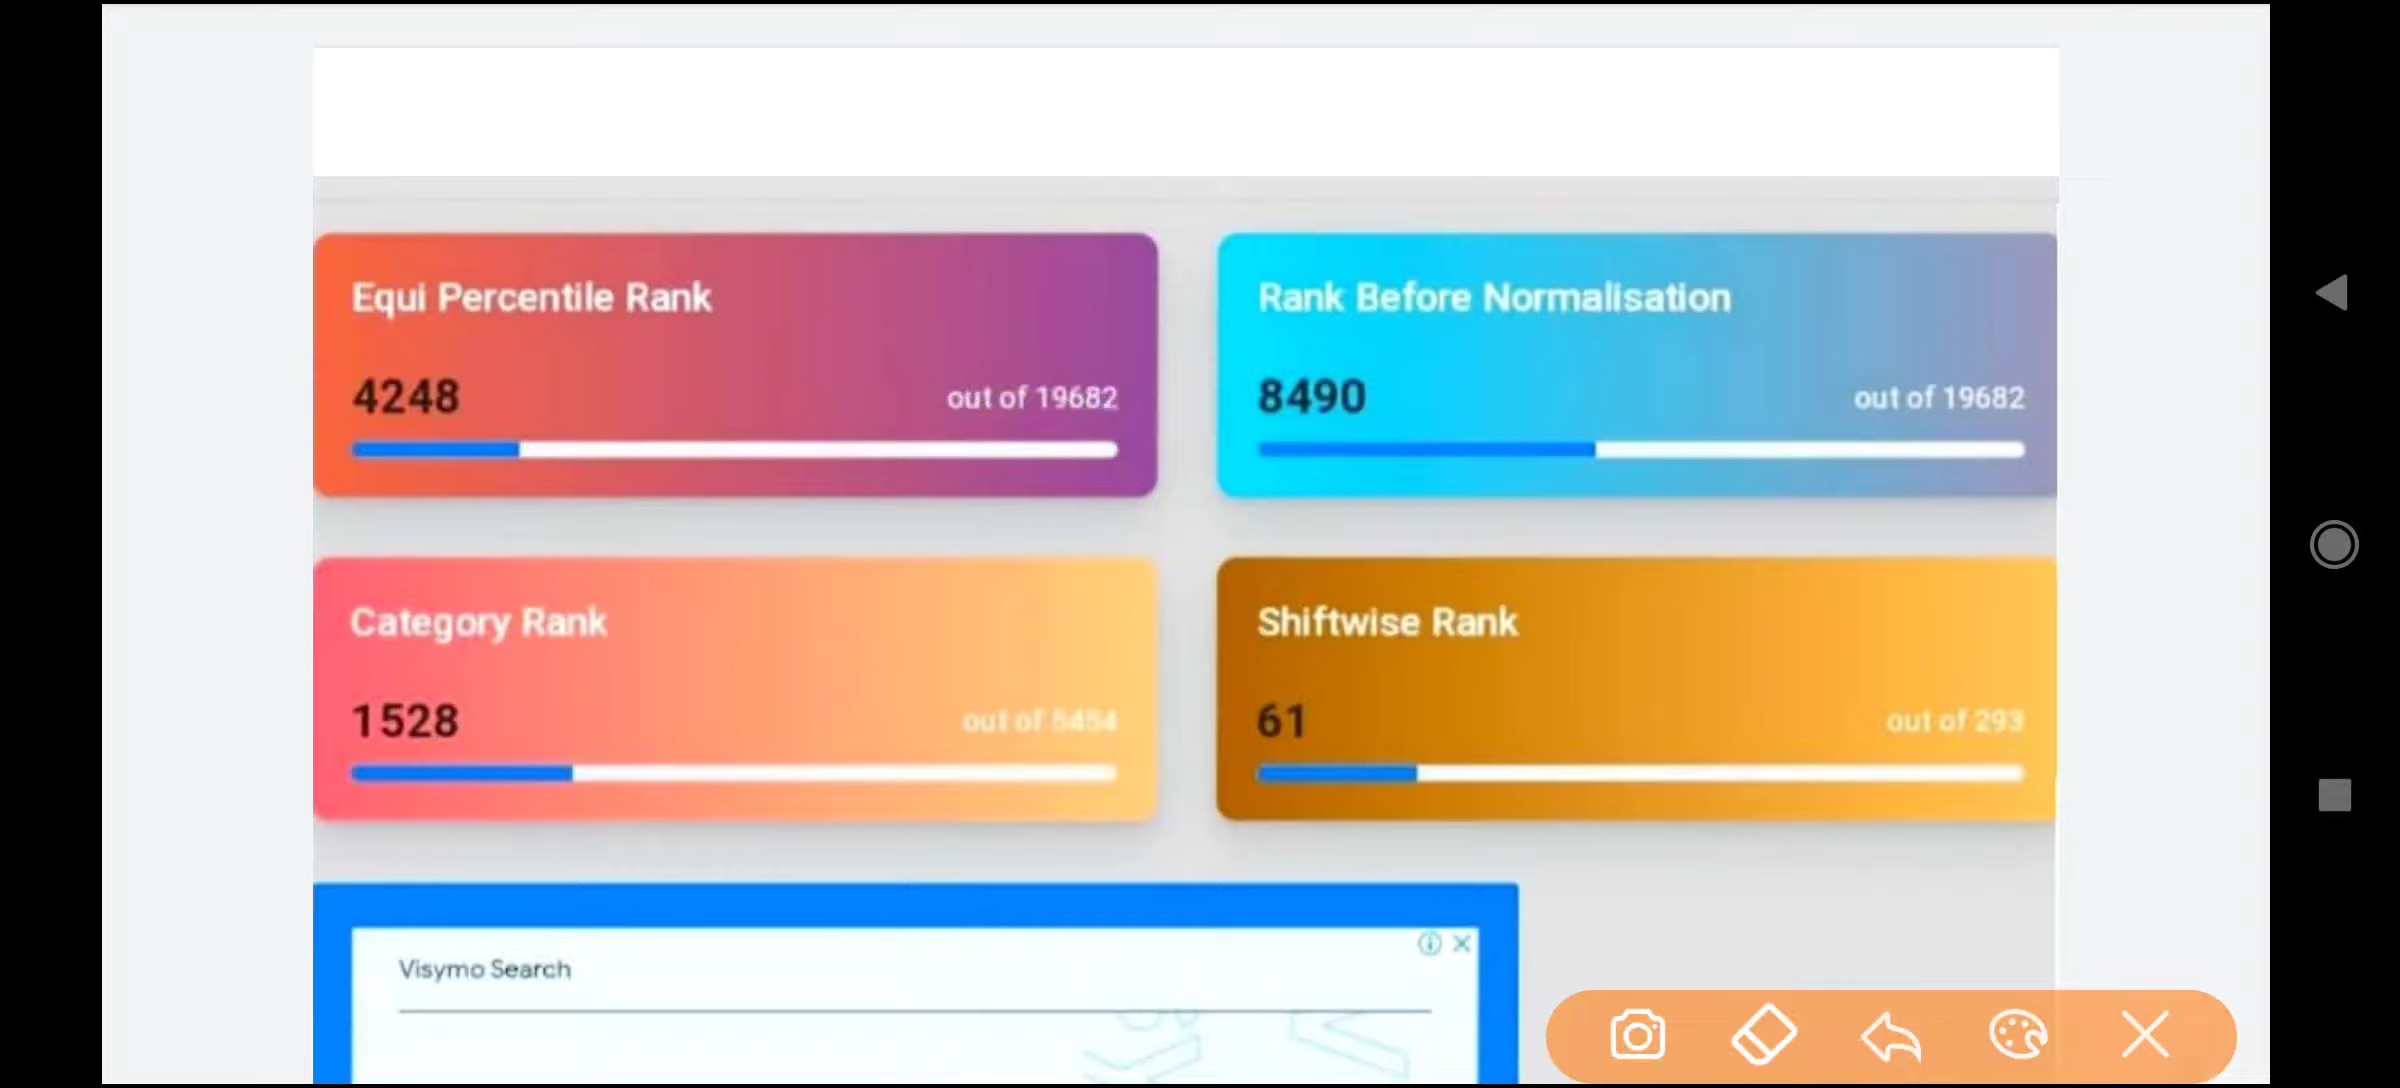 Equi Percentile Rank
4248
out of 19682
Rank Before Normalisation
8490
out of 19682
Category Rank
1528
out of 5454
Shiftwise Rank
61
out of 293
Visymo Search